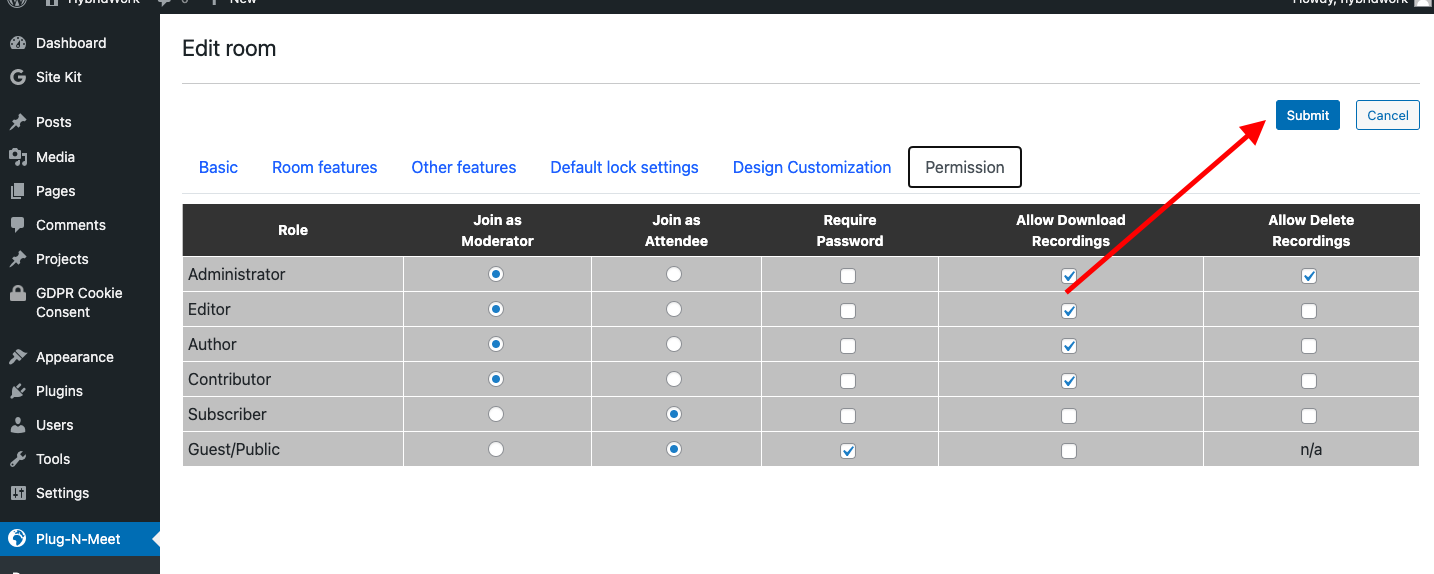 HybridWork 0 New Howdy, hybridwork
Dashboard
Site Kit
Posts
Media
Pages
Comments
Projects
GDPR Cookie
Consent
Appearance
Plugins
Users
Tools
Settings
Plug-N-Meet
Edit room
Submit Cancel
Basic Room features Other features Default lock settings Design Customization Permission
Role Join as Moderator Join as Attendee Require Password Allow Download Recordings Allow Delete Recordings
Administrator
Editor
Author
Contributor
Subscriber
Guest/Public n/a